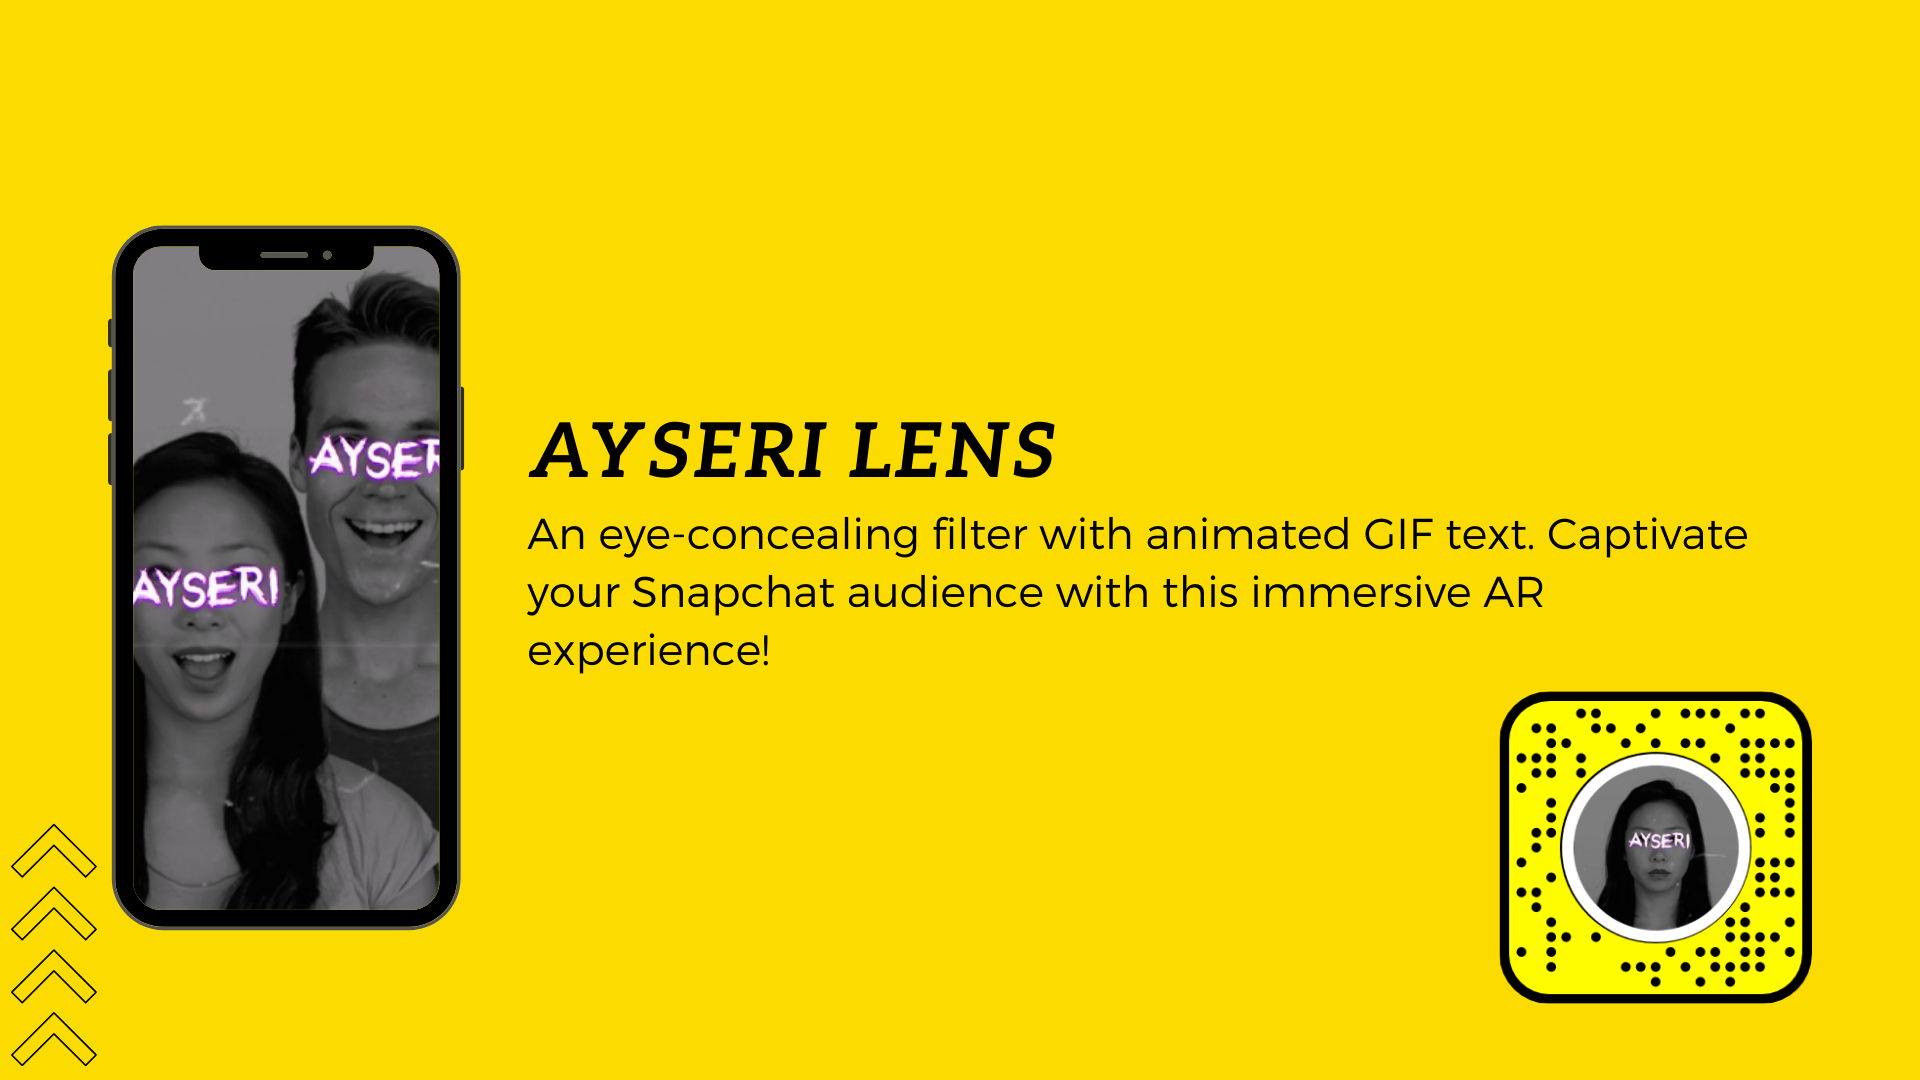 AYSERI
AYSERI
AYSERI LENS
An eye-concealing filter with animated GIF text. Captivate
your Snapchat audience with this immersive AR
experience!
AYSERI